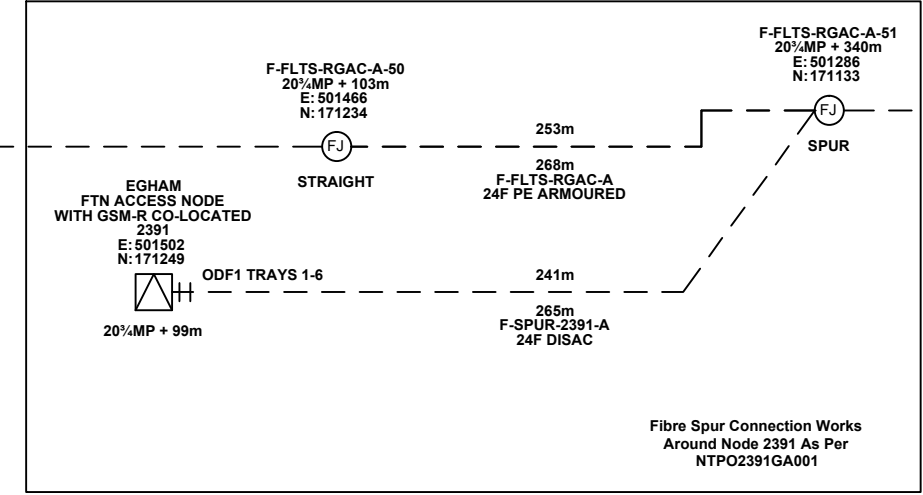 F-FLTS-RGAC-A-51
20¾MP + 340m
E: 501286
N: 171133
FJ
SPUR
F-FLTS-RGAC-A-50
20¾MP + 103m
E: 501466
N: 171234
FJ
STRAIGHT
253m
268m
F-FLTS-RGAC-A
24F PE ARMOURED
EGHAM
FTN ACCESS NODE
WITH GSM-R CO-LOCATED
2391
E: 501502
N: 171249
20¾MP + 99m
ODF1 TRAYS 1-6
241m
265m
F-SPUR-2391-A
24F DISAC
Fibre Spur Connection Works
Around Node 2391 As Per
NTPO2391GA001